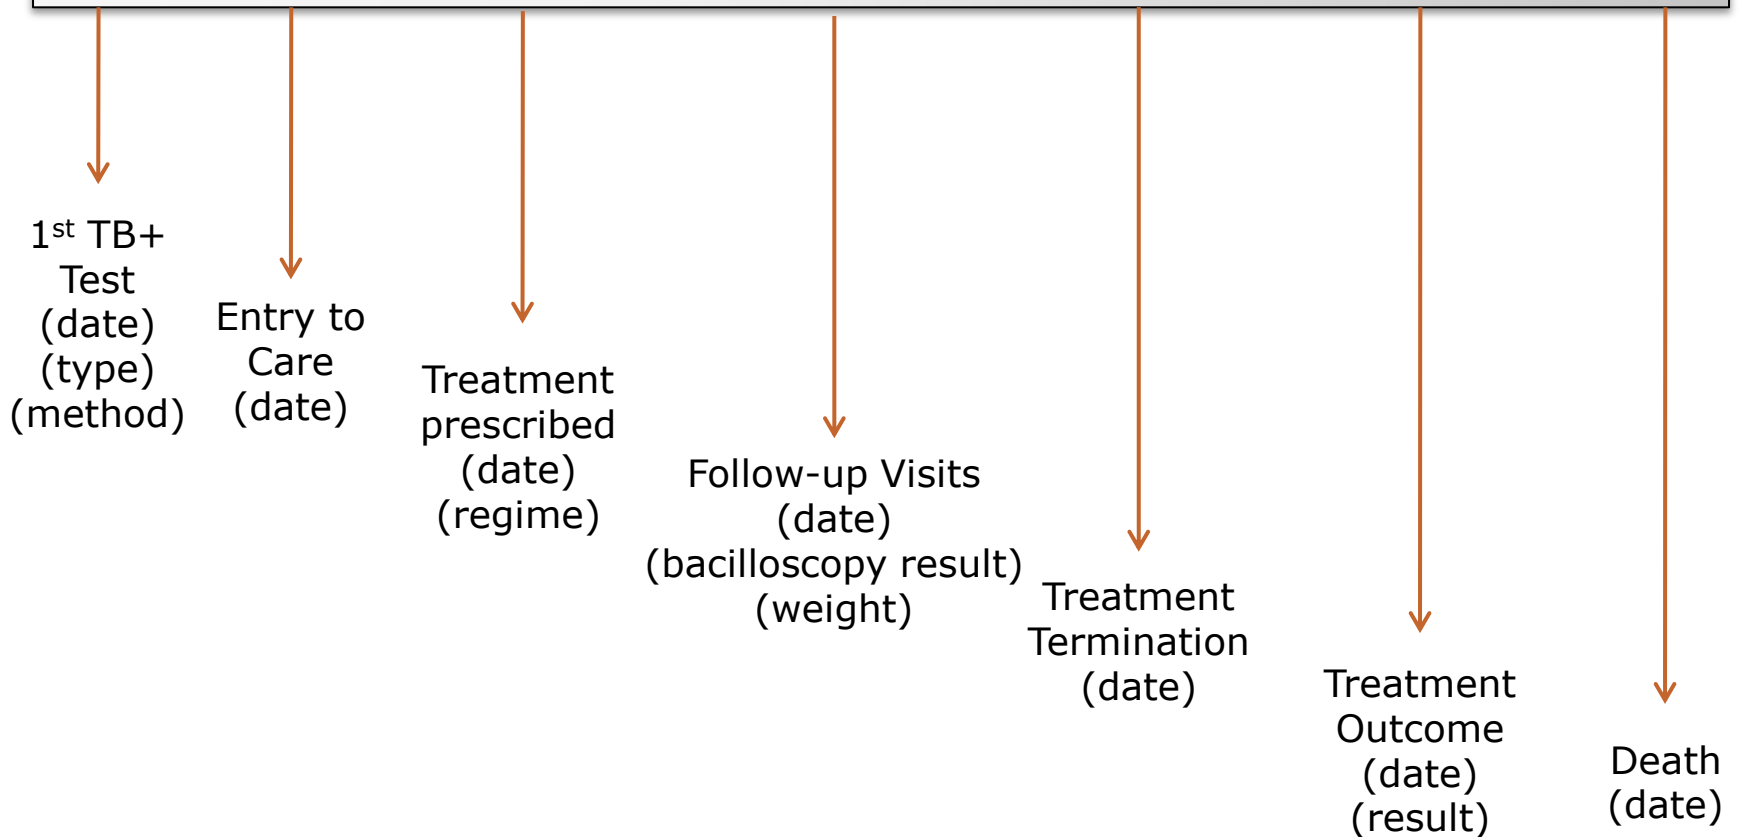 1st TB+
Test
(date)
(type)
(method)
Entry to
Care
(date)
Treatment
prescribed
(date)
(regime)
Follow-up Visits
(date)
(bacilloscopy result)
(weight)
Treatment
Termination
(date)
Treatment
Outcome
(date)
(result)
Death
(date)